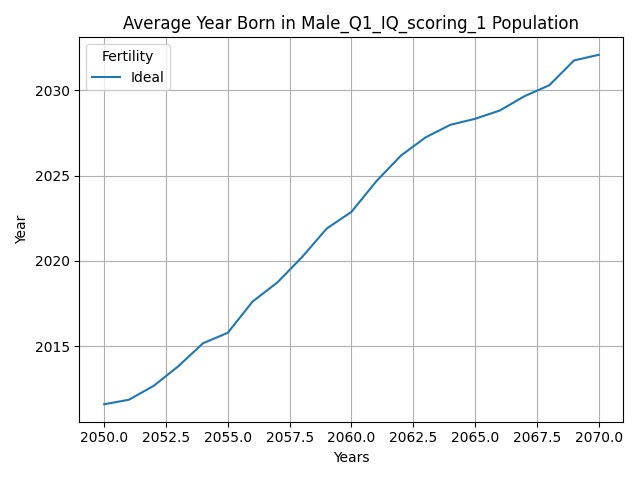 Average Year Born in Male_Q1_IQ_scoring_1 Population
Fertility
Ideal
Year
2030
2025
2020
2015
2050.0 2052.5 2055.0 2057.5 2060.0 2062.5 2065.0 2067.5 2070.0
Years